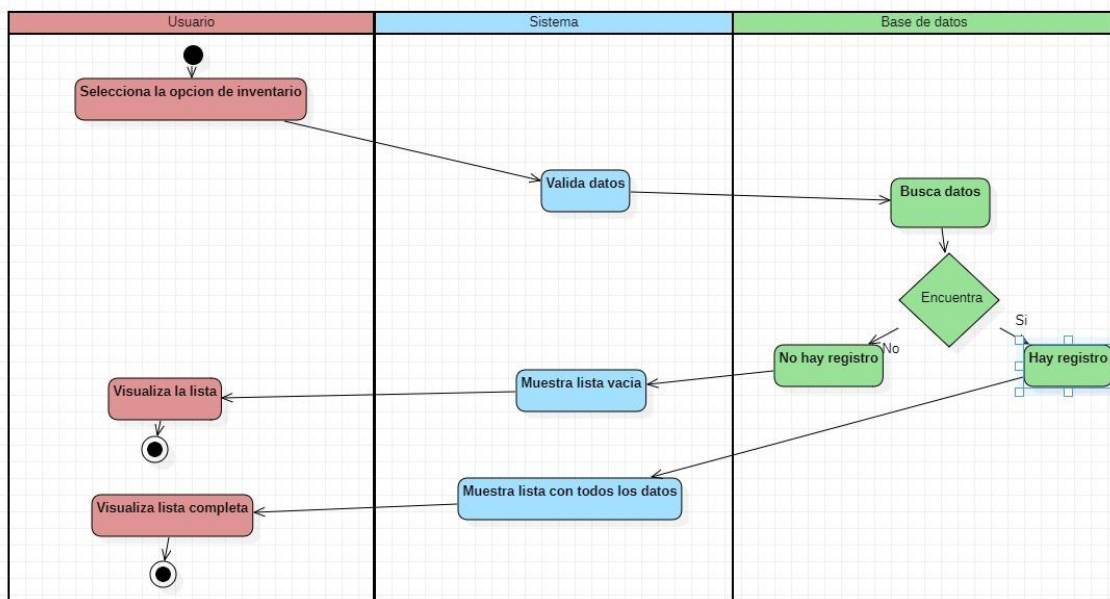 Usuario
Sistema
Base de datos
Selecciona la opcion de inventario
Valida datos
Busca datos
Encuentra
Si
No
No hay registro
Hay registro
Muestra lista vacia
Visualiza la lista
Muestra lista con todos los datos
Visualiza lista completa